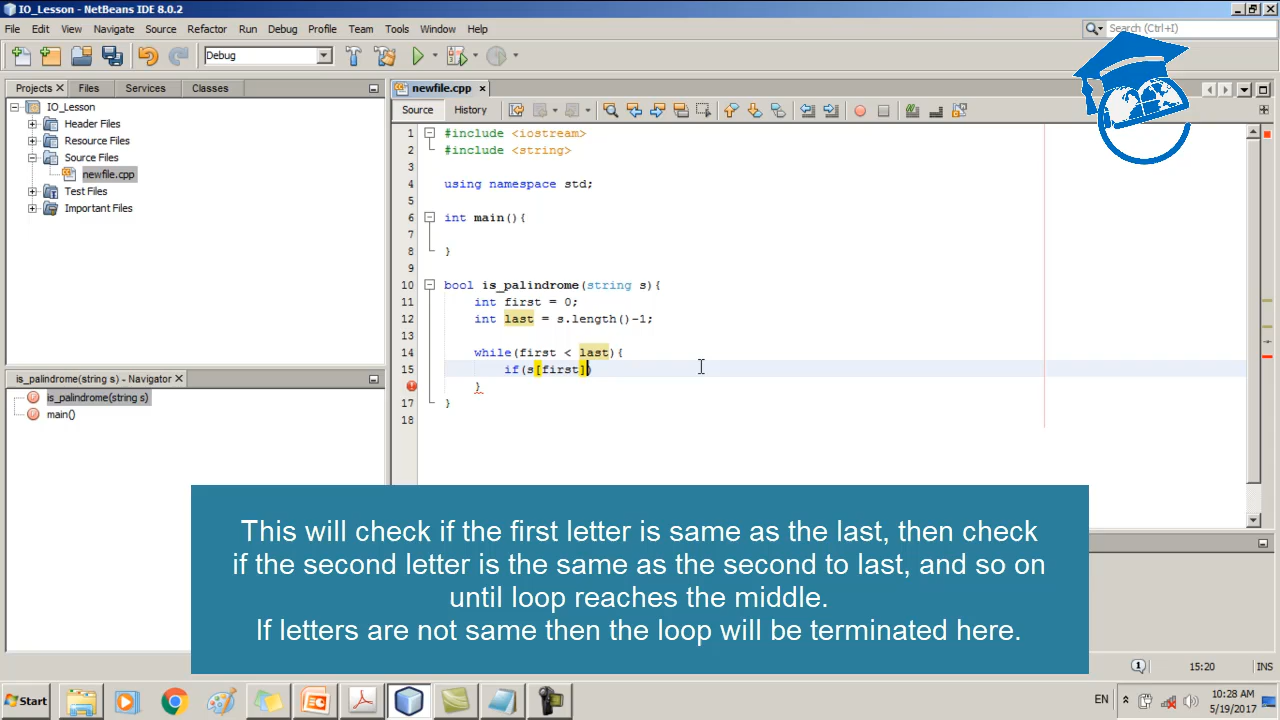 IO_Lesson - NetBeans IDE 8.0.2
File Edit View Navigate Source Refactor Run Debug Profile Team Tools Window Help
Search (Ctrl+I)
Debug
Projects Files Services Classes
newfile.cpp
IO_Lesson
Header Files
Resource Files
Source Files
newfile.cpp
Test Files
Important Files
Source History
1 #include <iostream>
2 #include <string>
3
4 using namespace std;
5
6 int main(){
7
8 }
9
10 bool is_palindrome(string s){
11 int first = 0;
12 int last = s.length()-1;
13
14 while(first < last){
15 if(s[first])
}
17 }
18
is_palindrome(string s) - Navigator
is_palindrome(string s)
main()
This will check if the first letter is same as the last, then check
if the second letter is the same as the second to last, and so on
until loop reaches the middle.
If letters are not same then the loop will be terminated here.
1 15:20 INS
Start
EN
10:28 AM
5/19/2017